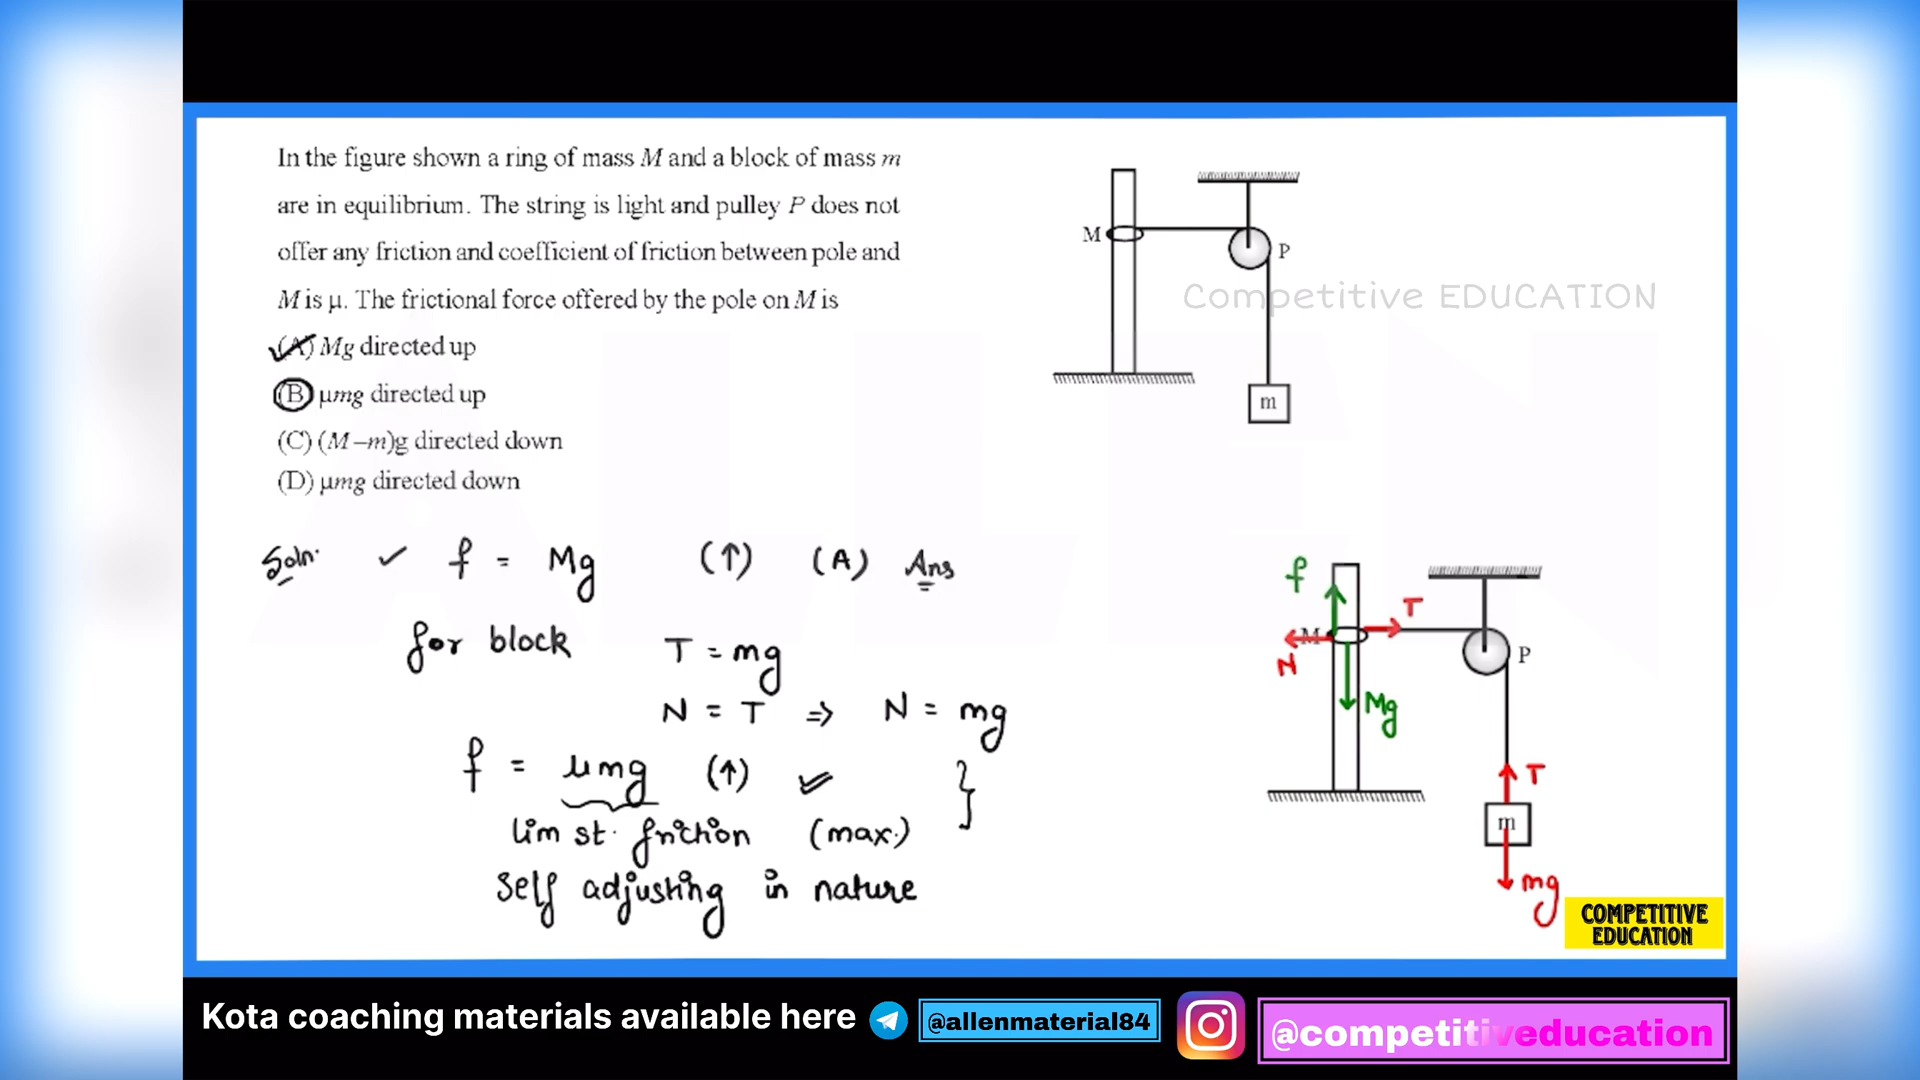 In the figure shown a ring of mass M and a block of mass m
are in equilibrium. The string is light and pulley P does not
offer any friction and coefficient of friction between pole and
M is μ. The frictional force offered by the pole on M is
(A) Mg directed up
(B) μmg directed up
(C) (M–m)g directed down
(D) μmg directed down
M
P
m
Competitive EDUCATION
Soln. ✓ f = Mg (↑) (A) Ans
for block T = mg
N = T ⇒ N = mg
f = μmg (↑) ✓ }
lim st. friction (max.)
Self adjusting in nature
f
T
M
N
P
Mg
T
m
mg
COMPETITIVE
EDUCATION
Kota coaching materials available here @allenmaterial84 @competitiveeducation